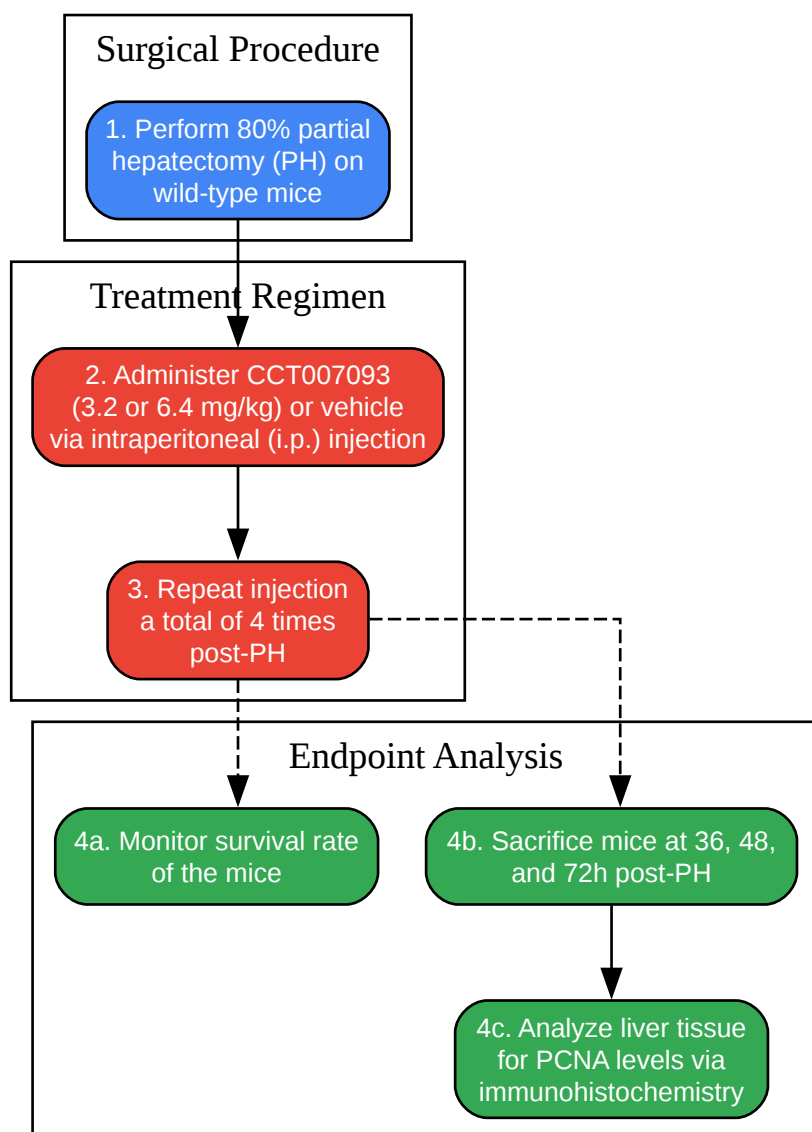 Surgical Procedure
1. Perform 80% partial
hepatectomy (PH) on
wild-type mice
Treatment Regimen
2. Administer CCT007093
(3.2 or 6.4 mg/kg) or vehicle
via intraperitoneal (i.p.) injection
3. Repeat injection
a total of 4 times
post-PH
Endpoint Analysis
4a. Monitor survival rate
of the mice
4b. Sacrifice mice at 36, 48,
and 72h post-PH
4c. Analyze liver tissue
for PCNA levels via
immunohistochemistry